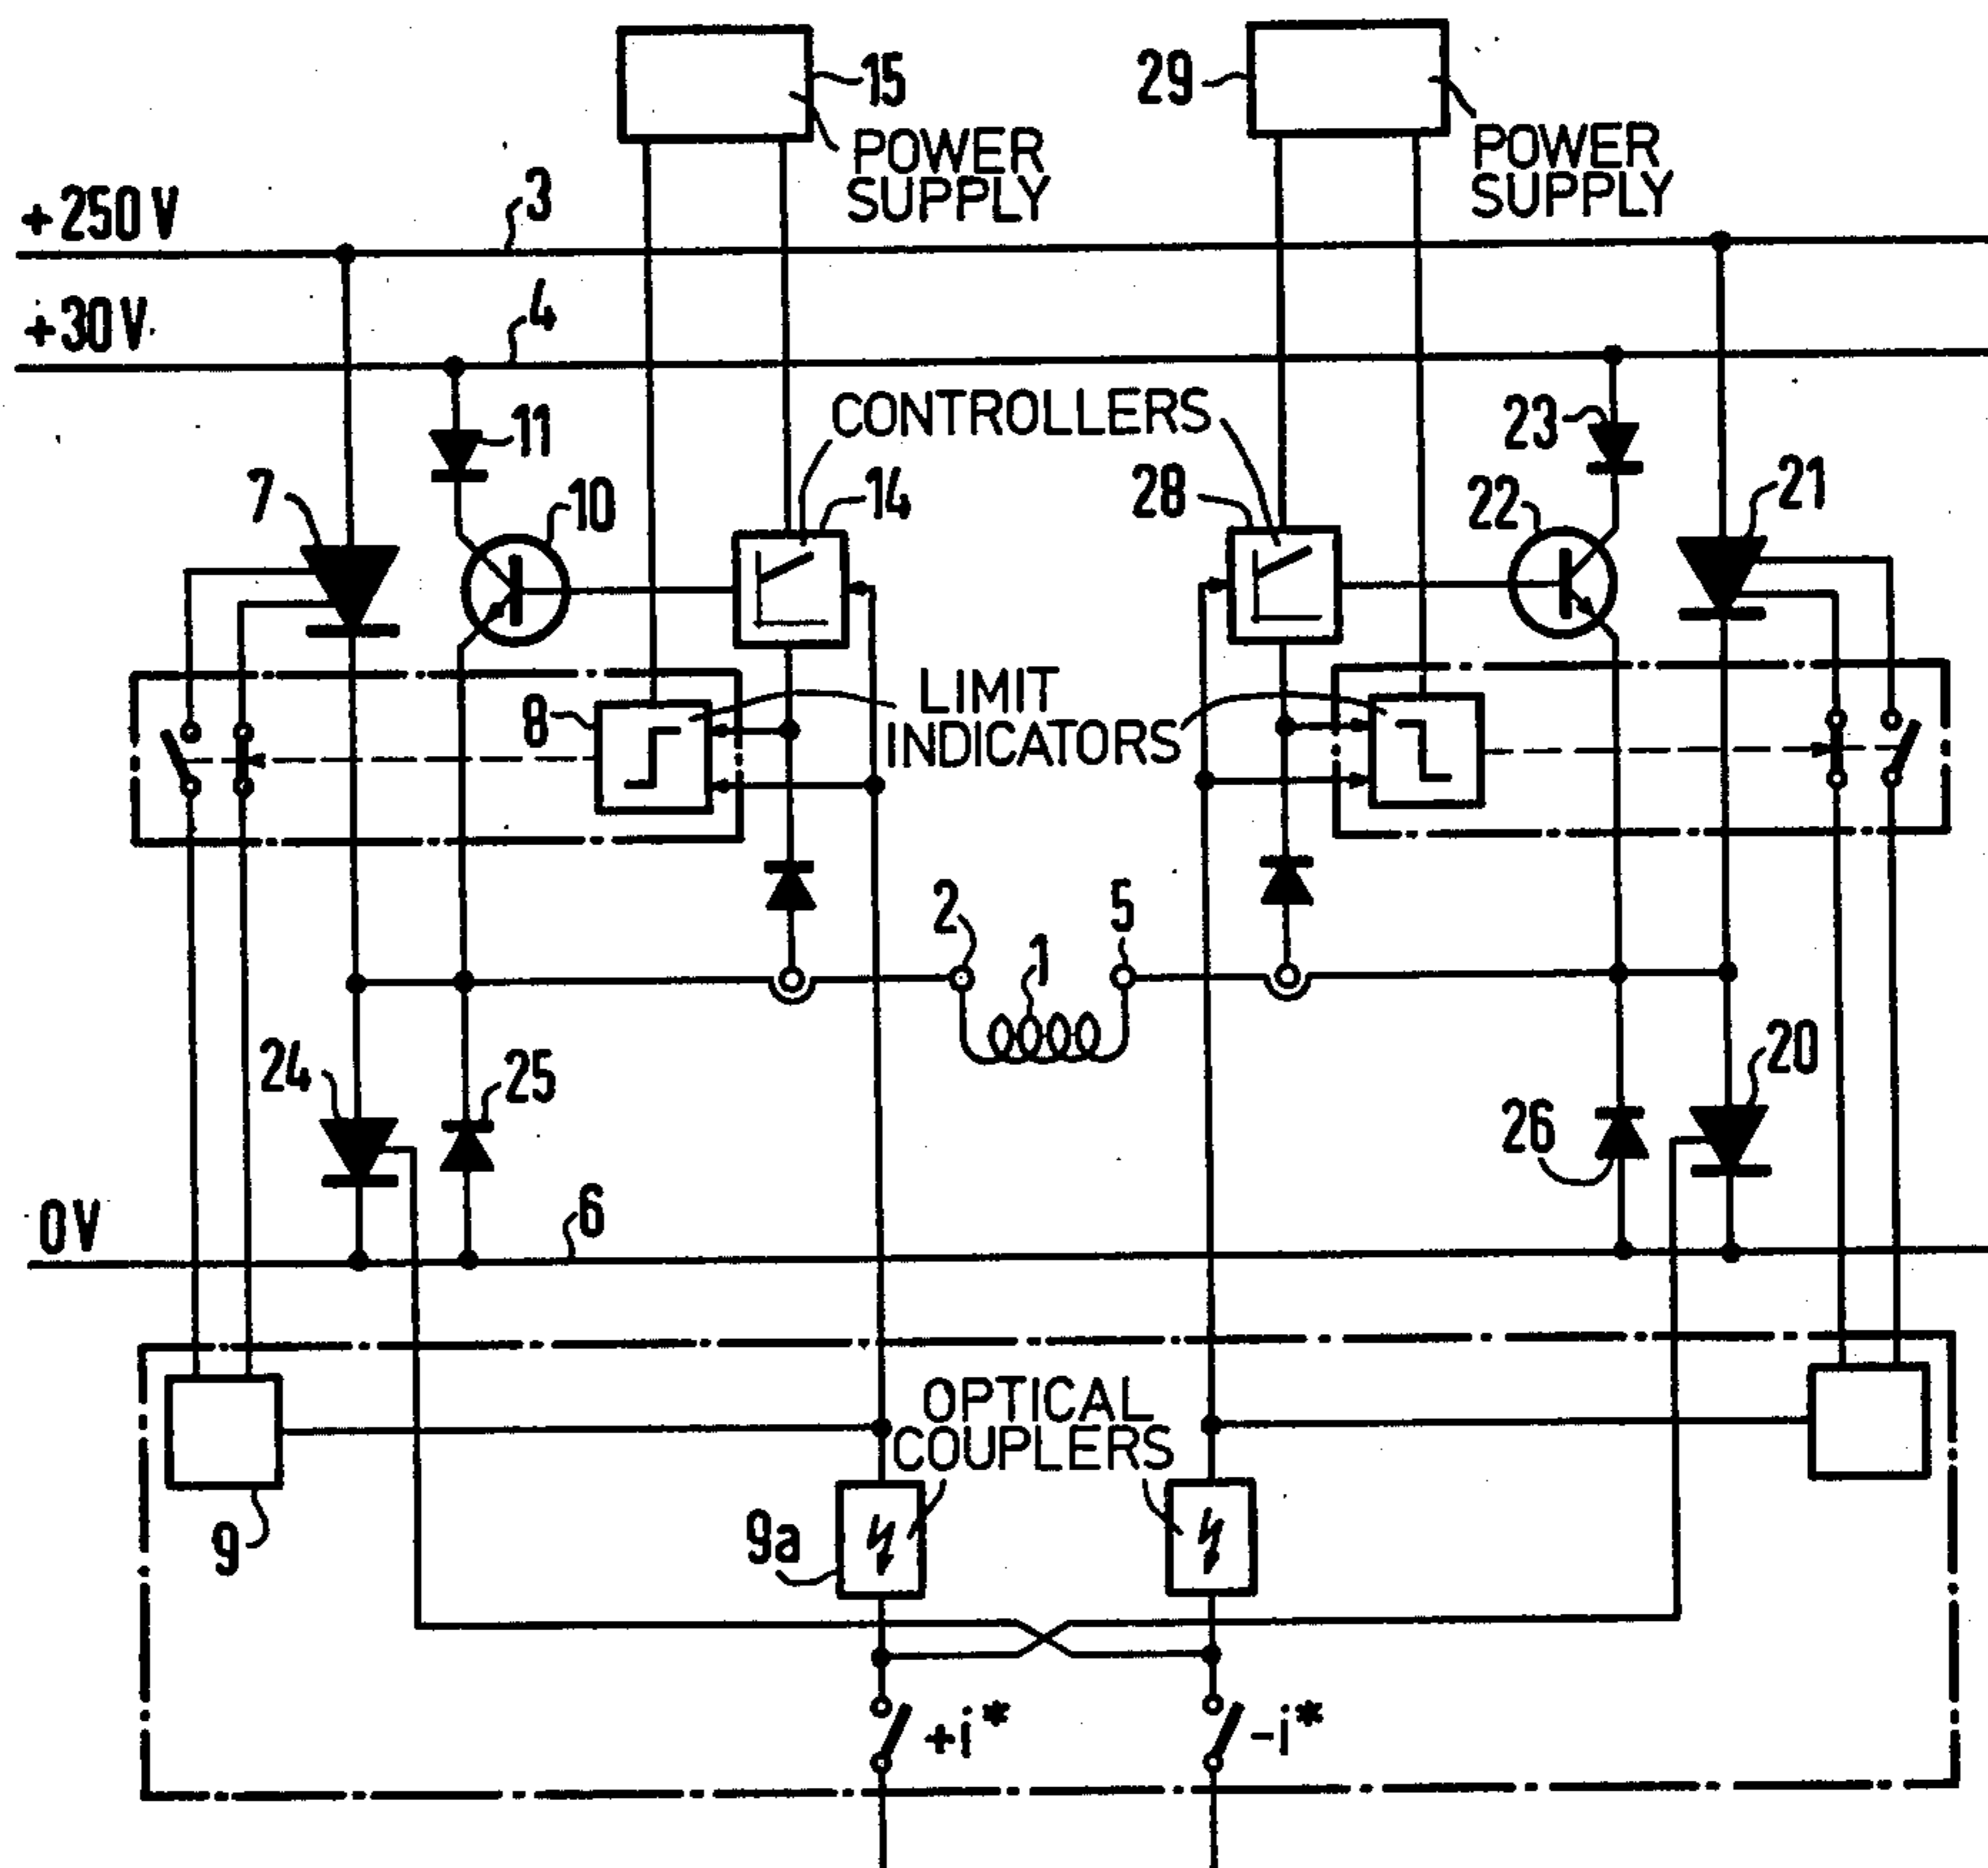 15
POWER
SUPPLY
29
POWER
SUPPLY
+250 V
3
+30 V
4
CONTROLLERS
11
23
7
10
14
28
22
21
8
LIMIT
INDICATORS
2
1
5
24
25
26
20
0V
6
OPTICAL
COUPLERS
9
9a
+i*
-i*